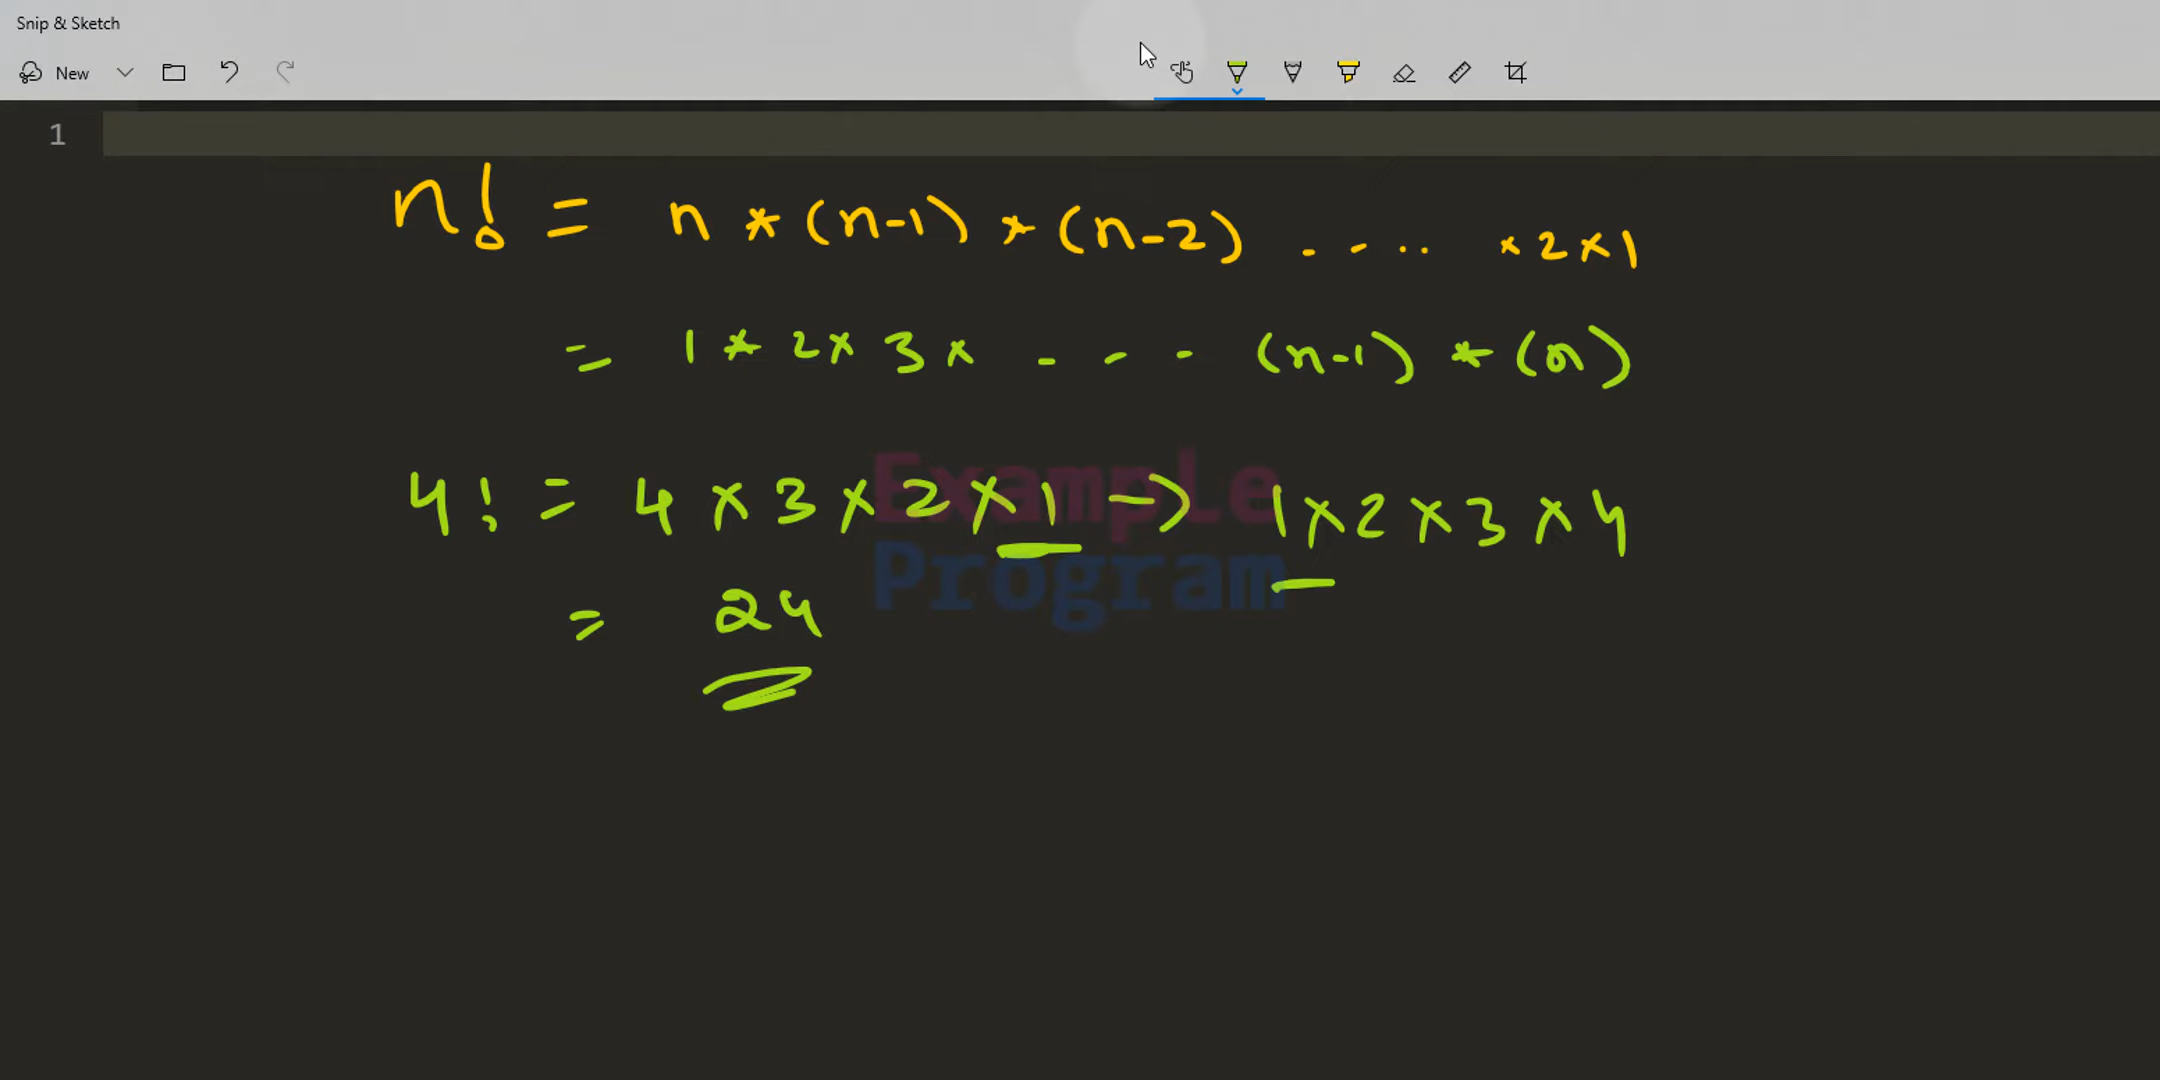 Snip & Sketch
New
1
n! = n * (n-1) * (n-2) . - . . * 2 × 1
= 1 * 2 × 3 × - - - (n-1) * (n)
4! = 4 × 3 × 2 × 1 → 1 × 2 × 3 × 4
= 24
Example
Program